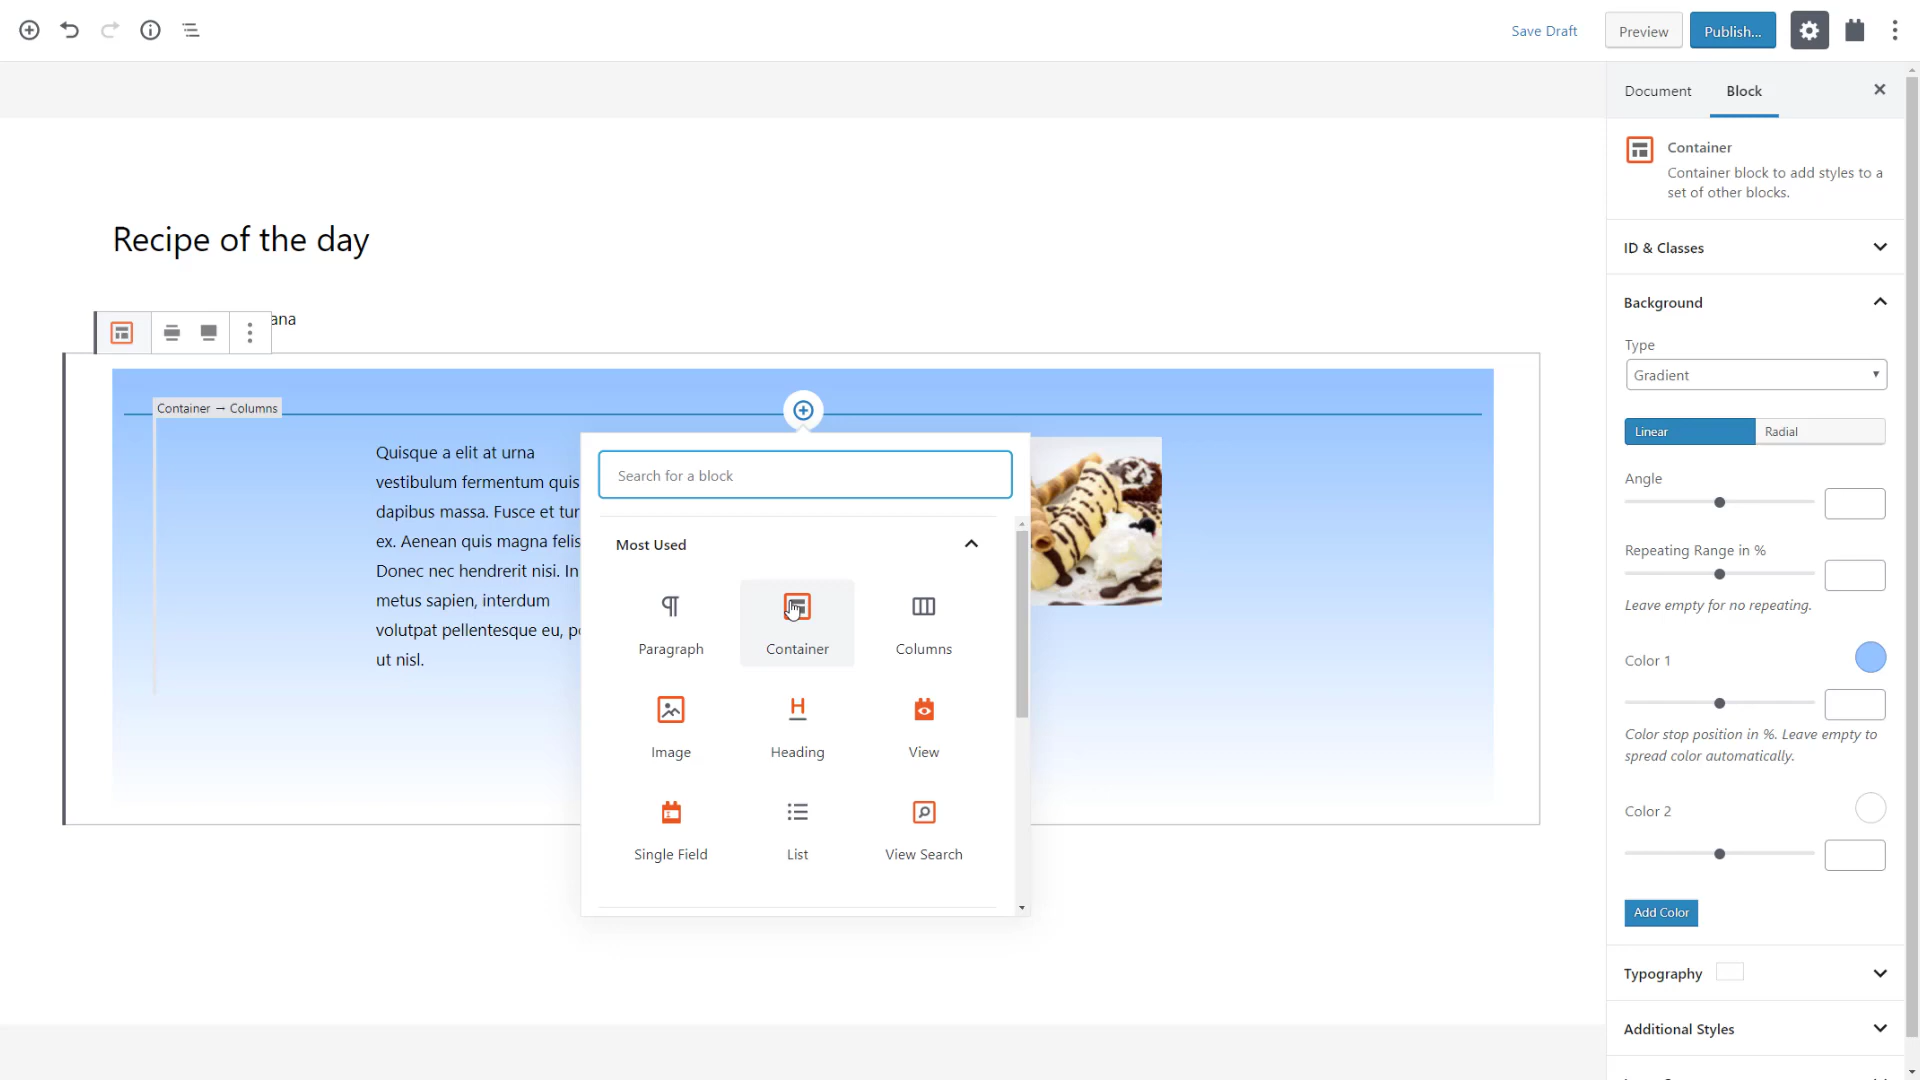 Save Draft
Preview
Publish...
Document
Block
Container
Container block to add styles to a
set of other blocks.
ID & Classes
Background
Type
Gradient
Linear
Radial
Angle
Repeating Range in %
Leave empty for no repeating.
Color 1
Color stop position in %. Leave empty to
spread color automatically.
Color 2
Add Color
Typography
Additional Styles
Recipe of the day
ana
Container → Columns
Quisque a elit at urna
vestibulum fermentum quis
dapibus massa. Fusce et tur
ex. Aenean quis magna felis
Donec nec hendrerit nisi. In
metus sapien, interdum
volutpat pellentesque eu, p
ut nisl.
Search for a block
Most Used
Paragraph
Container
Columns
Image
Heading
View
Single Field
List
View Search